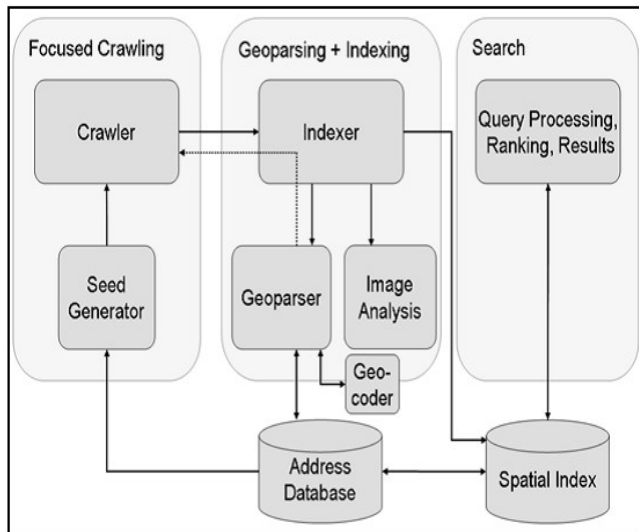 Focused Crawling
Geoparsing + Indexing
Search
Crawler
Indexer
Query Processing,
Ranking, Results
Seed
Generator
Geoparser
Image
Analysis
Geo-
coder
Address
Database
Spatial Index